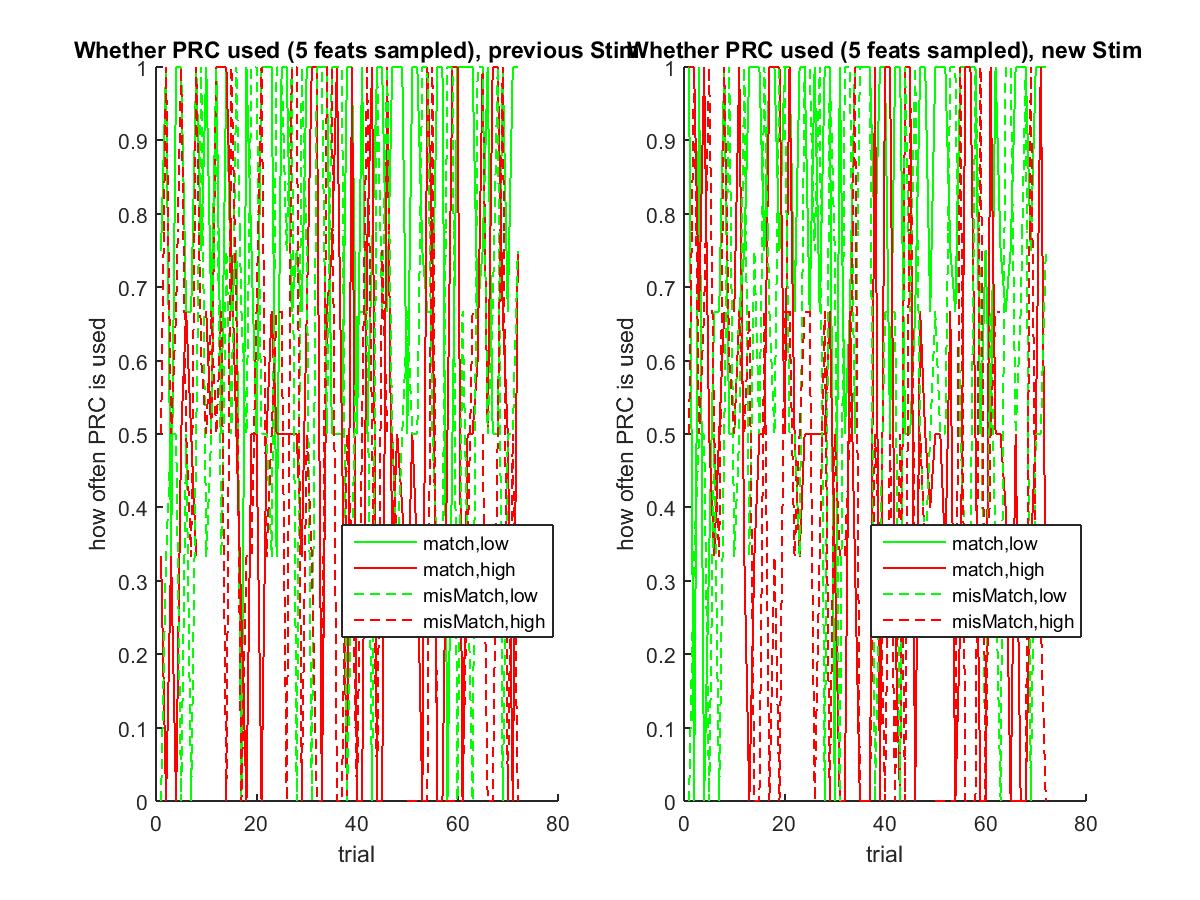 Whether PRC used (5 feats sampled), previous Stim
Whether PRC used (5 feats sampled), new Stim
1
0.9
0.8
0.7
0.6
0.5
0.4
0.3
0.2
0.1
0
how often PRC is used
match,low
match,high
misMatch,low
misMatch,high
0 20 40 60 80
trial
1
0.9
0.8
0.7
0.6
0.5
0.4
0.3
0.2
0.1
0
how often PRC is used
match,low
match,high
misMatch,low
misMatch,high
0 20 40 60 80
trial